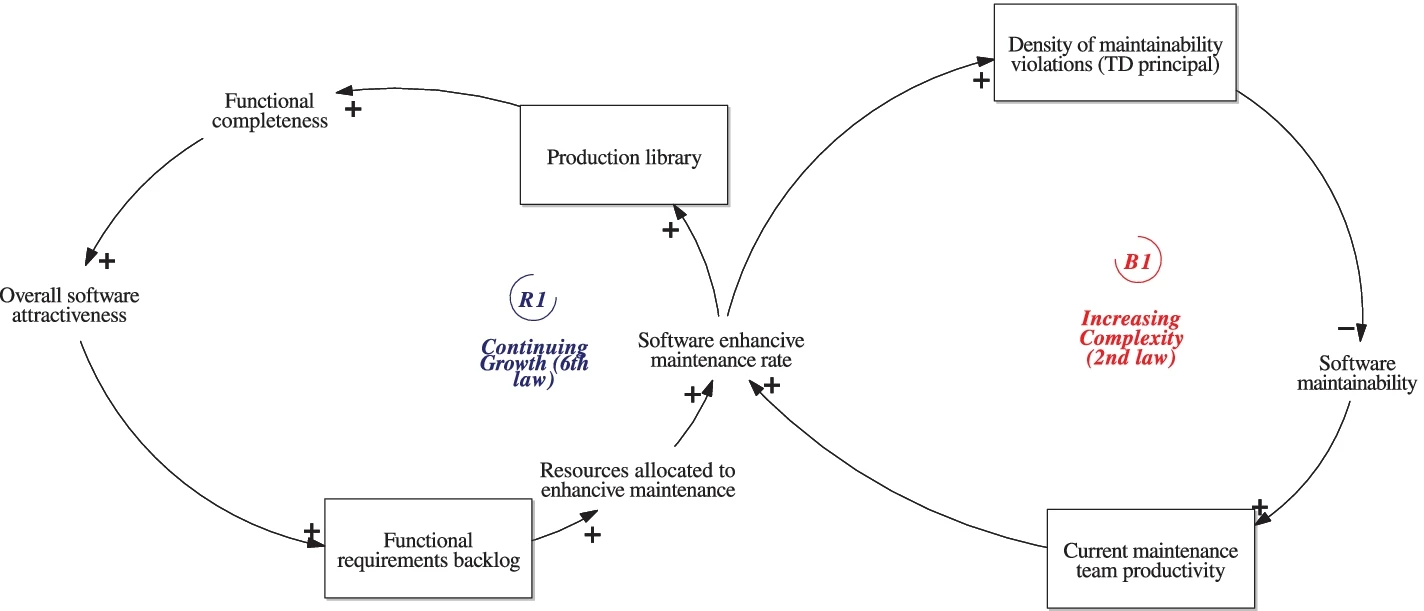 Density of maintainability
violations (TD principal)
+
Functional
completeness
+
Production library
+
+
Overall software
attractiveness
R1
Continuing
Growth (6th
law)
B1
Increasing
Complexity
(2nd law)
Software enhancive
maintenance rate
+
+
−
Software
maintainability
Resources allocated to
enhancive maintenance
+
+
Functional
requirements backlog
+
Current maintenance
team productivity